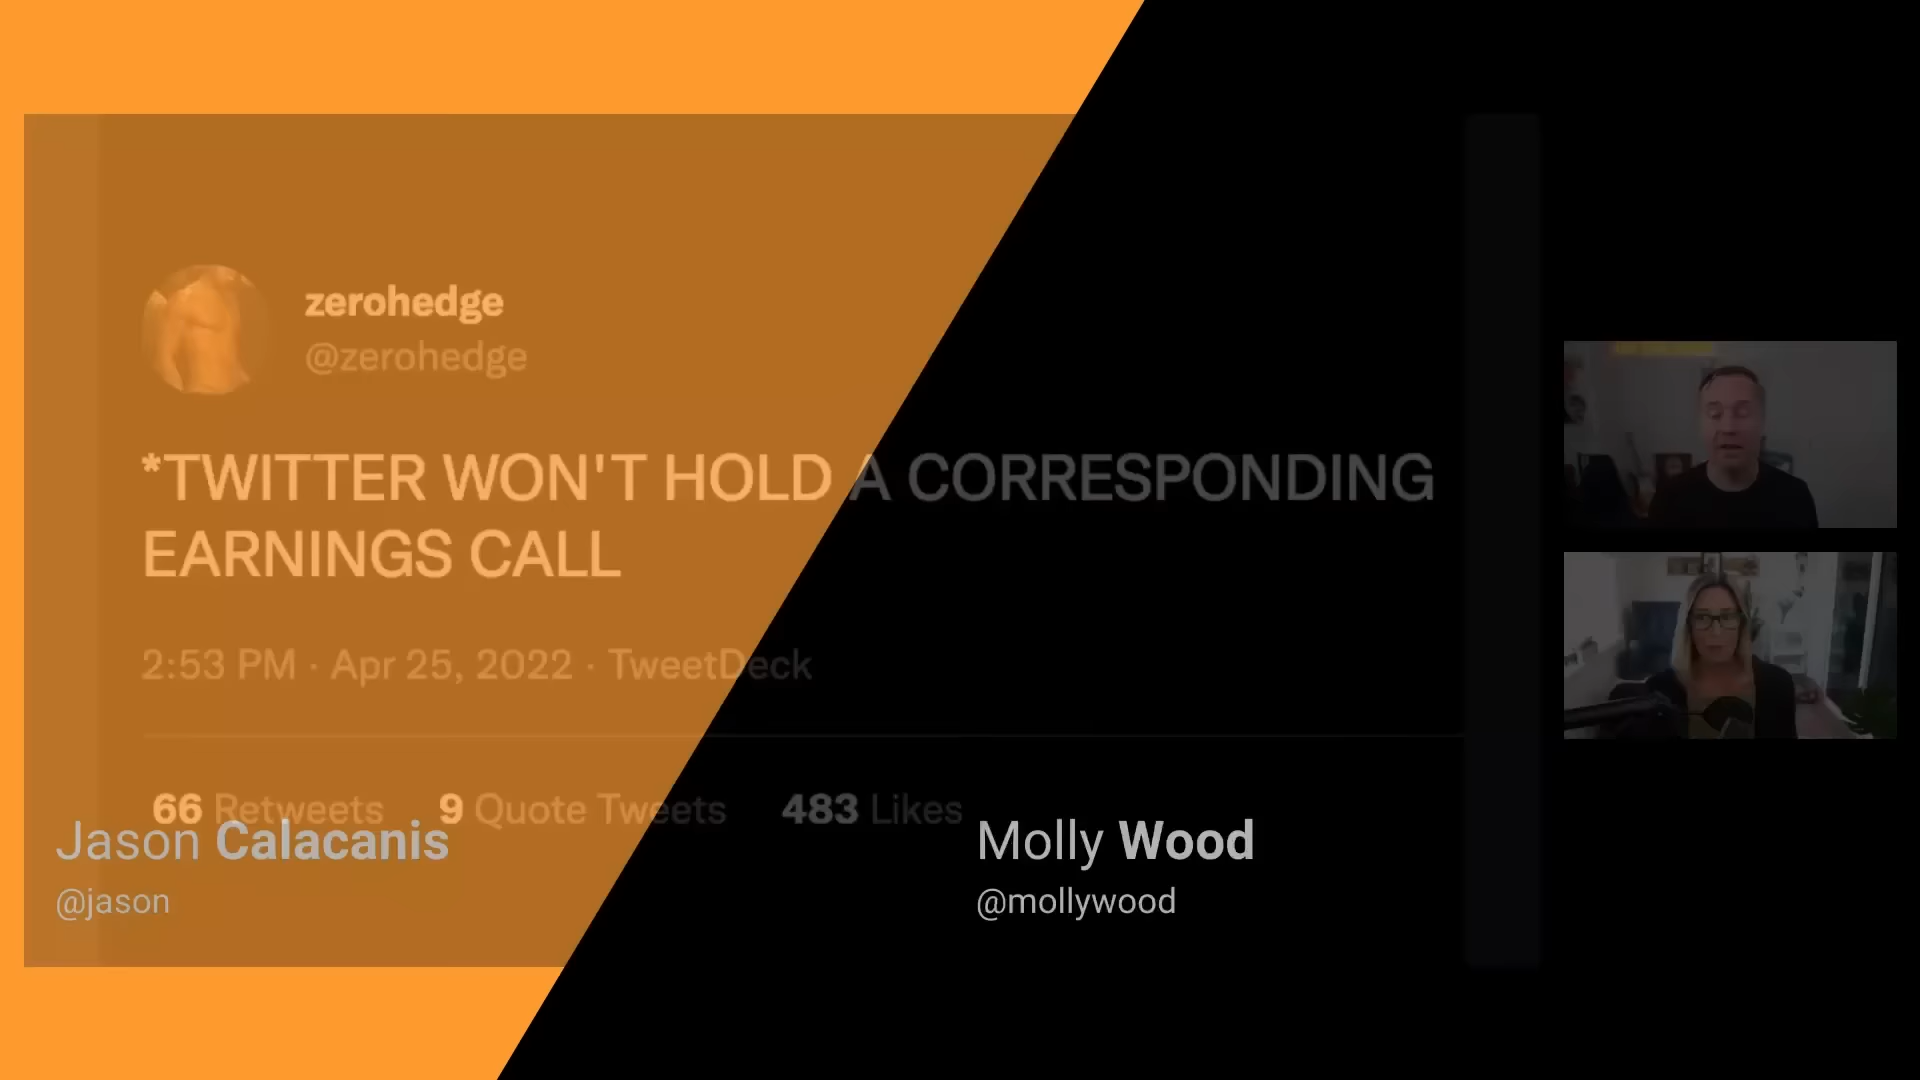 zerohedge
@zerohedge
*TWITTER WON'T HOLD A CORRESPONDING
EARNINGS CALL
2:53 PM · Apr 25, 2022 · TweetDeck
66 Retweets 9 Quote Tweets 483 Likes
Jason Calacanis
@jason
Molly Wood
@mollywood